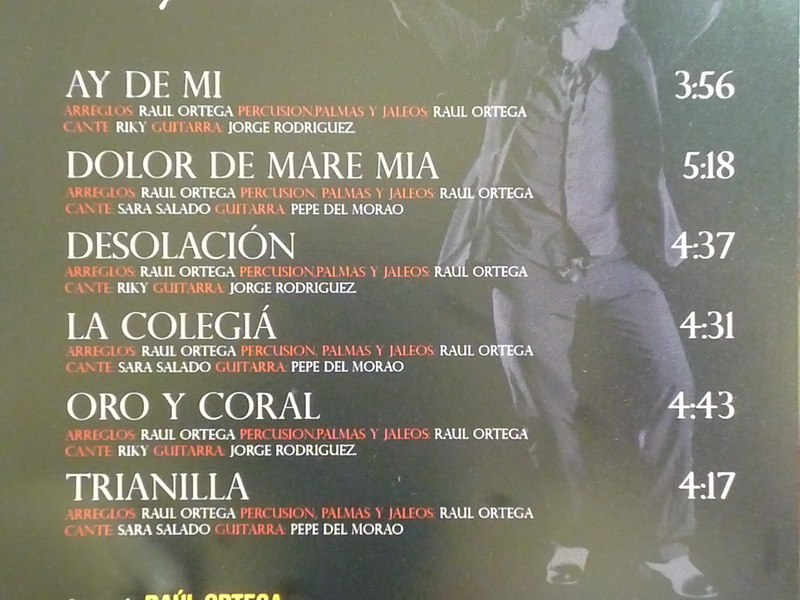 AY DE MI 3:56
ARREGLOS: RAUL ORTEGA PERCUSION,PALMAS Y JALEOS: RAUL ORTEGA
CANTE: RIKY GUITARRA: JORGE RODRIGUEZ
DOLOR DE MARE MIA 5:18
ARREGLOS: RAUL ORTEGA PERCUSION, PALMAS Y JALEOS: RAUL ORTEGA
CANTE: SARA SALADO GUITARRA: PEPE DEL MORAO
DESOLACIÓN 4:37
ARREGLOS: RAUL ORTEGA PERCUSION,PALMAS Y JALEOS: RAUL ORTEGA
CANTE: RIKY GUITARRA: JORGE RODRIGUEZ
LA COLEGIÁ 4:31
ARREGLOS: RAUL ORTEGA PERCUSION, PALMAS Y JALEOS: RAUL ORTEGA
CANTE: SARA SALADO GUITARRA: PEPE DEL MORAO
ORO Y CORAL 4:43
ARREGLOS: RAUL ORTEGA PERCUSION,PALMAS Y JALEOS: RAUL ORTEGA
CANTE: RIKY GUITARRA: JORGE RODRIGUEZ
TRIANILLA 4:17
ARREGLOS: RAUL ORTEGA PERCUSION, PALMAS Y JALEOS: RAUL ORTEGA
CANTE: SARA SALADO GUITARRA: PEPE DEL MORAO
RAÚL ORTEGA